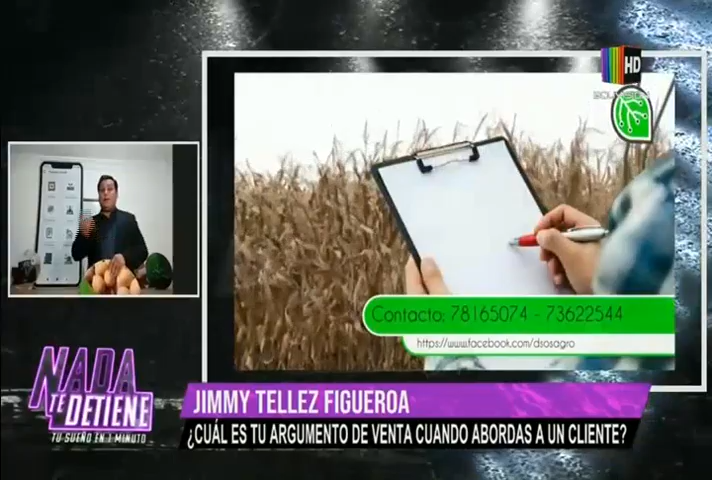 HD
Contacto: 78165074 - 73622544
https://www.facebook.com/dsosagro
NADA
TE DETIENE
TU SUEÑO EN 1 MINUTO
JIMMY TELLEZ FIGUEROA
¿CUÁL ES TU ARGUMENTO DE VENTA CUANDO ABORDAS A UN CLIENTE?